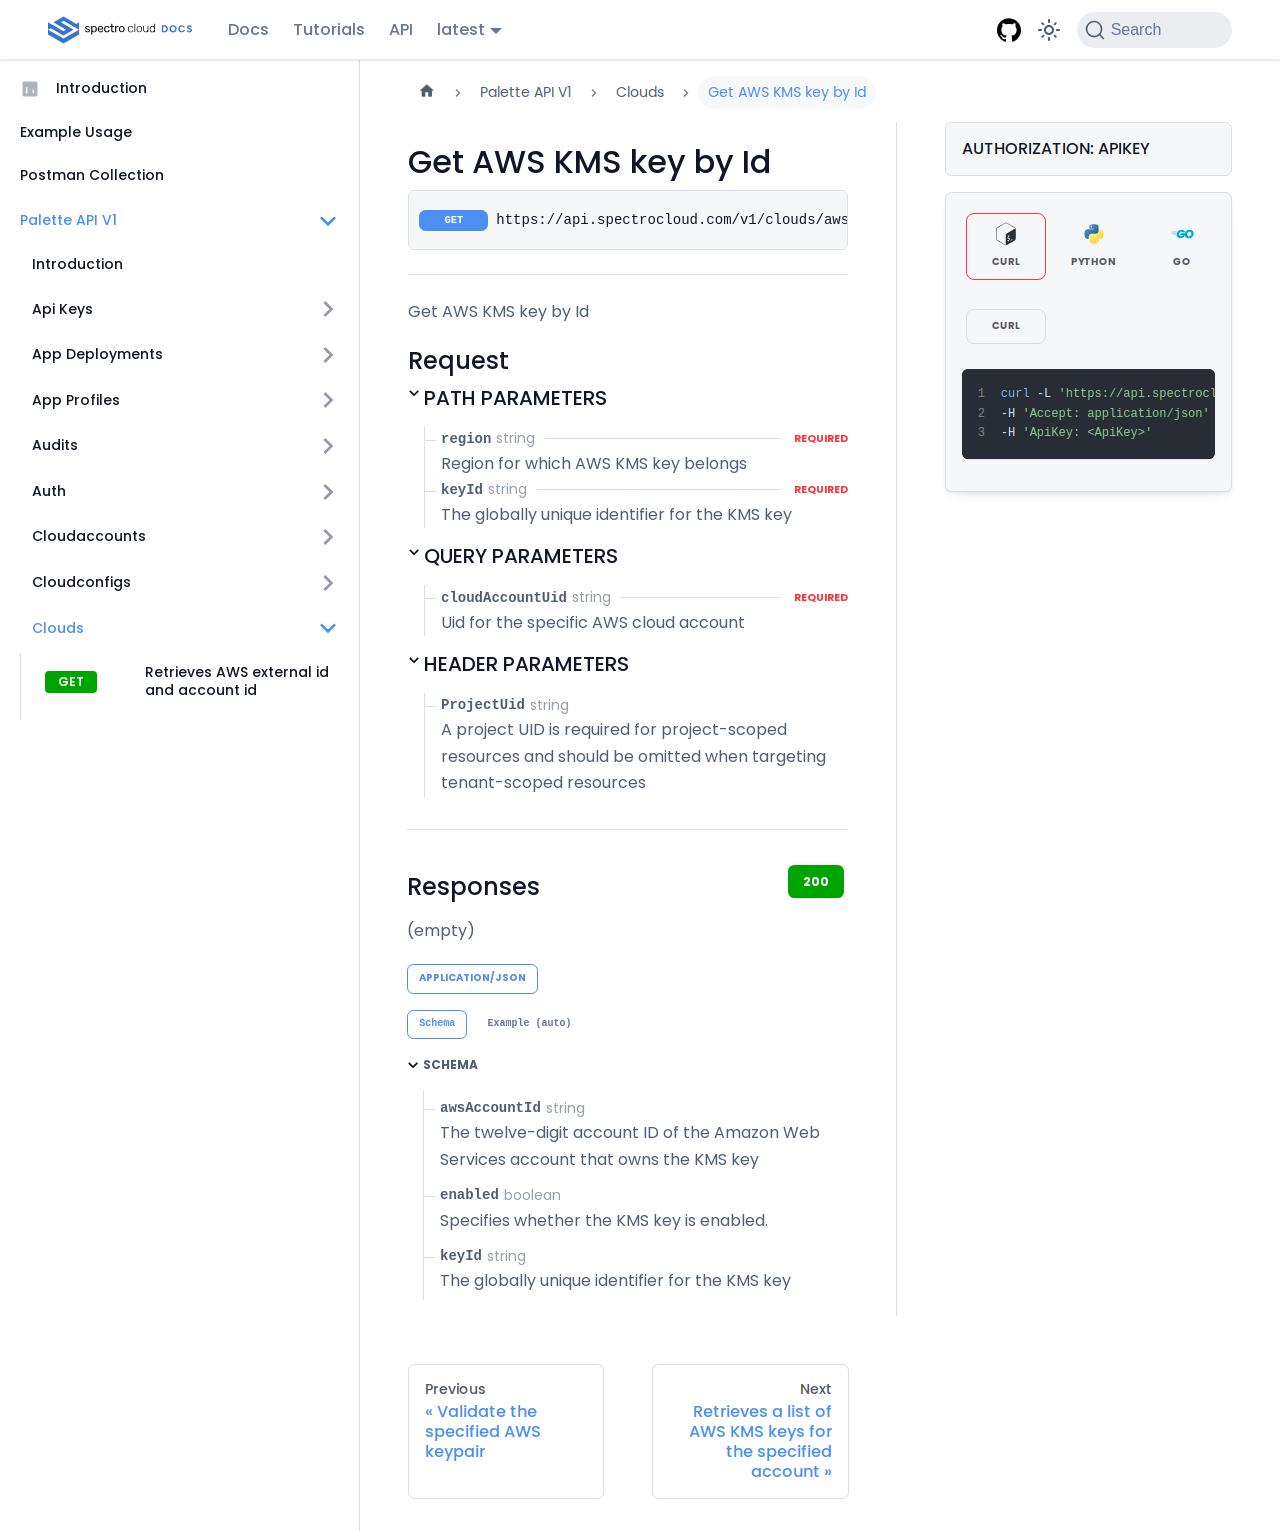 spectro cloud DOCS
Docs
Tutorials
API
latest
Search
Introduction
Example Usage
Postman Collection
Palette API V1
Introduction
Api Keys
App Deployments
App Profiles
Audits
Auth
Cloudaccounts
Cloudconfigs
Clouds
GET
Retrieves AWS external id
and account id
Palette API V1
Clouds
Get AWS KMS key by Id
Get AWS KMS key by Id
GET https://api.spectrocloud.com/v1/clouds/aws
Get AWS KMS key by Id
Request
PATH PARAMETERS
region string REQUIRED
Region for which AWS KMS key belongs
keyId string REQUIRED
The globally unique identifier for the KMS key
QUERY PARAMETERS
cloudAccountUid string REQUIRED
Uid for the specific AWS cloud account
HEADER PARAMETERS
ProjectUid string
A project UID is required for project-scoped
resources and should be omitted when targeting
tenant-scoped resources
Responses
200
(empty)
APPLICATION/JSON
Schema Example (auto)
SCHEMA
awsAccountId string
The twelve-digit account ID of the Amazon Web
Services account that owns the KMS key
enabled boolean
Specifies whether the KMS key is enabled.
keyId string
The globally unique identifier for the KMS key
AUTHORIZATION: APIKEY
CURL PYTHON GO
CURL
1 curl -L 'https://api.spectrocl
2 -H 'Accept: application/json'
3 -H 'ApiKey: <ApiKey>'
Previous
« Validate the
specified AWS
keypair
Next
Retrieves a list of
AWS KMS keys for
the specified
account »